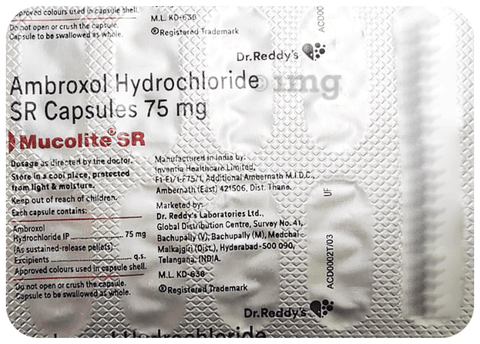 Approved colours used in capsule shell.
Do not open or crush the capsule.
Capsule to be swallowed as whole.
M.L. KD-638
®Registered Trademark
Dr.Reddy's
Ambroxol Hydrochloride
SR Capsules 75 mg
1mg
Mucolite® SR
Dosage as directed by the doctor.
Store in a cool place, protected
from light & moisture.
Keep out of reach of children.
Each capsule contains:
Ambroxol
Hydrochloride IP 75 mg
(As sustained-release pellets)
Excipients q.s.
Approved colours used in capsule shell.
Do not open or crush the capsule.
Capsule to be swallowed as whole.
Manufactured in India by:
Inventia Healthcare Limited,
F1-F1/1-F75/1, Additional Ambernath M.I.D.C.,
Ambernath (East) 421506, Dist. Thane.
Marketed by:
Dr. Reddy's Laboratories Ltd.,
Global Distribution Centre, Survey No. 41,
Bachupally (V), Bachupally (M), Medchal-
Malkajgiri (Dist.), Hyderabad-500 090,
Telangana, INDIA.
M.L. KD-638
®Registered Trademark
Dr.Reddy's
ACD0
UF
ACD0002T/03
Hydrochloride